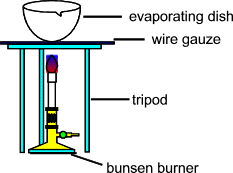 evaporating dish
wire gauze
tripod
bunsen burner